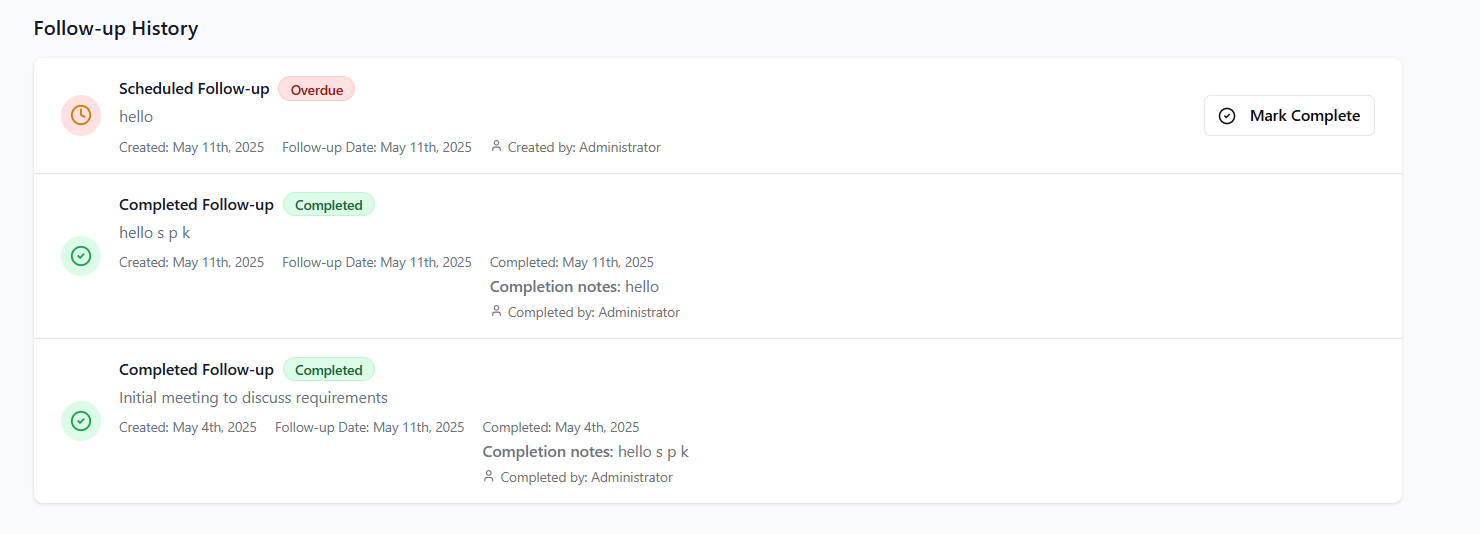 Follow-up History
Scheduled Follow-up Overdue
hello
Created: May 11th, 2025 Follow-up Date: May 11th, 2025 Created by: Administrator
Mark Complete
Completed Follow-up Completed
hello s p k
Created: May 11th, 2025 Follow-up Date: May 11th, 2025 Completed: May 11th, 2025
Completion notes: hello
Completed by: Administrator
Completed Follow-up Completed
Initial meeting to discuss requirements
Created: May 4th, 2025 Follow-up Date: May 11th, 2025 Completed: May 4th, 2025
Completion notes: hello s p k
Completed by: Administrator